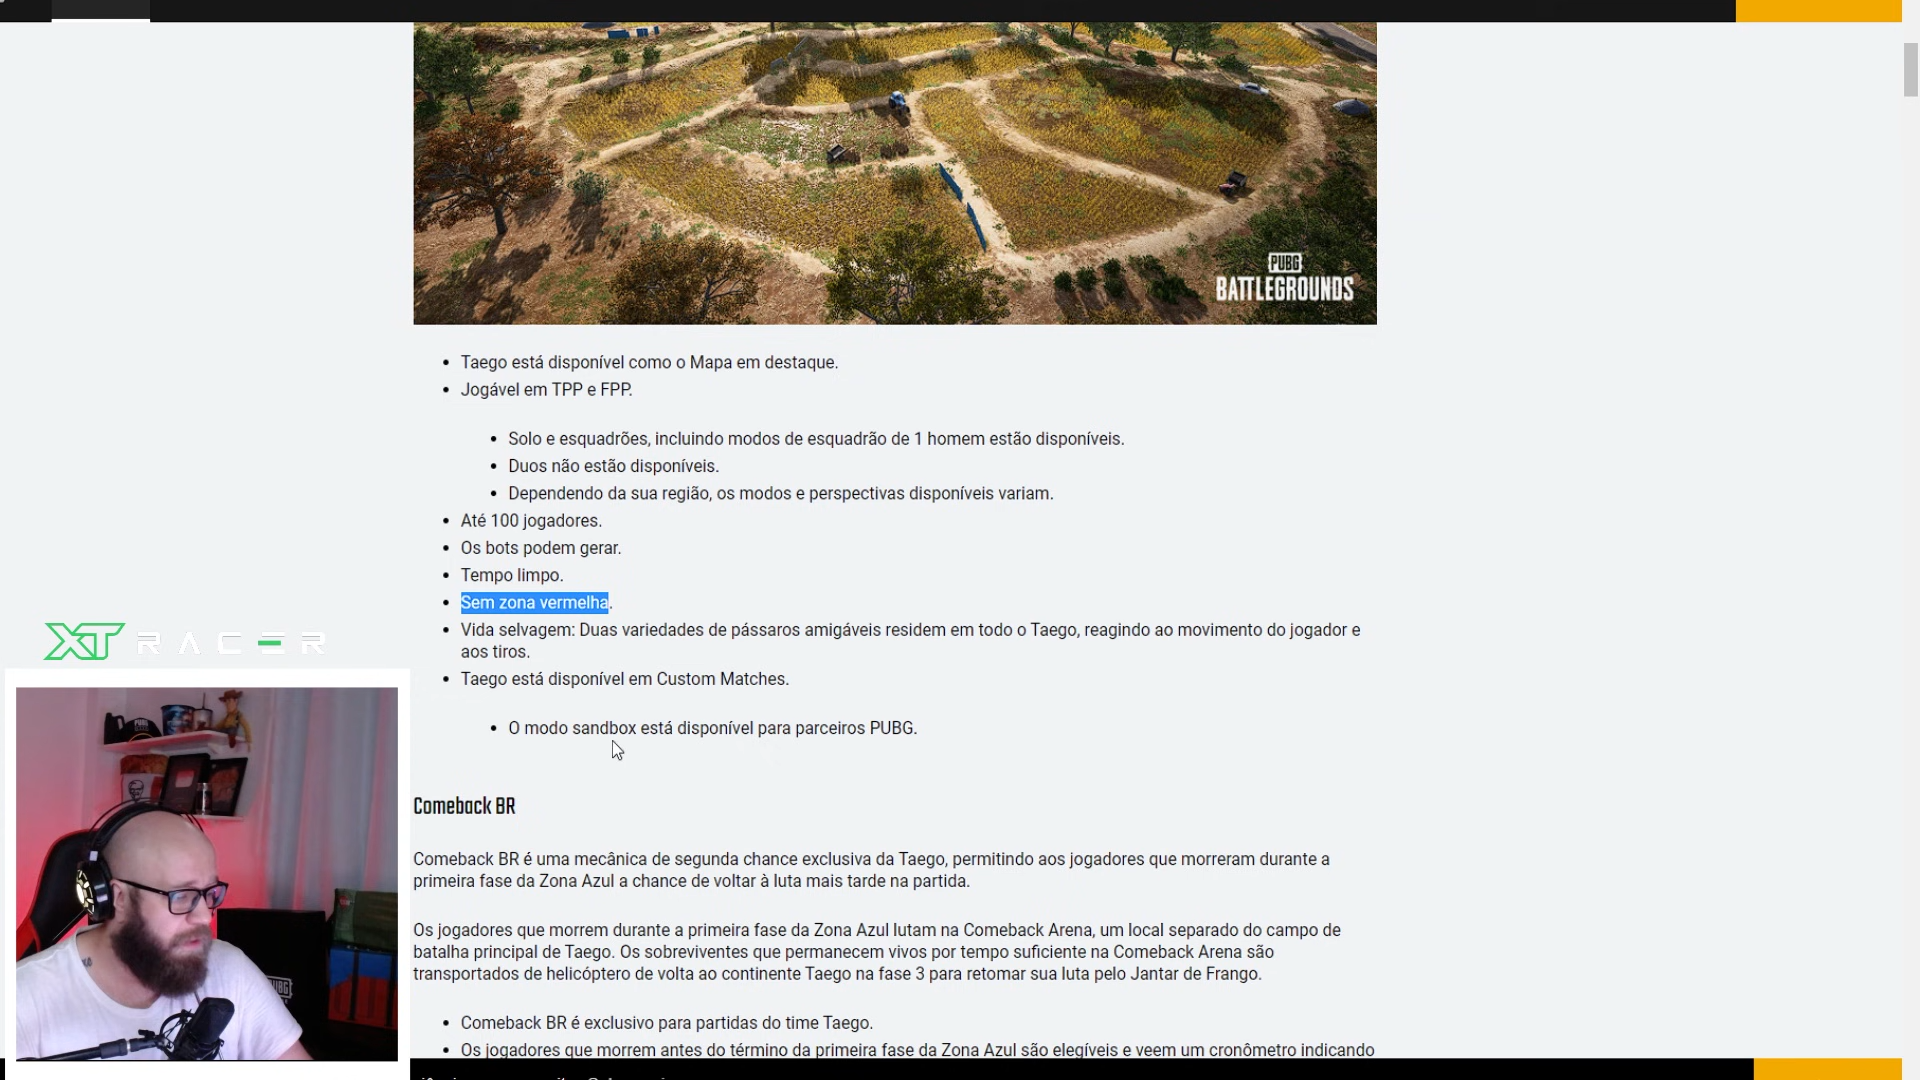 PUBG
BATTLEGROUNDS
Taego está disponível como o Mapa em destaque.
Jogável em TPP e FPP.
Solo e esquadrões, incluindo modos de esquadrão de 1 homem estão disponíveis.
Duos não estão disponíveis.
Dependendo da sua região, os modos e perspectivas disponíveis variam.
Até 100 jogadores.
Os bots podem gerar.
Tempo limpo.
Sem zona vermelha.
Vida selvagem: Duas variedades de pássaros amigáveis residem em todo o Taego, reagindo ao movimento do jogador e
aos tiros.
Taego está disponível em Custom Matches.
O modo sandbox está disponível para parceiros PUBG.
XT RACER
Comeback BR
Comeback BR é uma mecânica de segunda chance exclusiva da Taego, permitindo aos jogadores que morreram durante a
primeira fase da Zona Azul a chance de voltar à luta mais tarde na partida.
Os jogadores que morrem durante a primeira fase da Zona Azul lutam na Comeback Arena, um local separado do campo de
batalha principal de Taego. Os sobreviventes que permanecem vivos por tempo suficiente na Comeback Arena são
transportados de helicóptero de volta ao continente Taego na fase 3 para retomar sua luta pelo Jantar de Frango.
Comeback BR é exclusivo para partidas do time Taego.
Os jogadores que morrem antes do término da primeira fase da Zona Azul são elegíveis e veem um cronômetro indicando